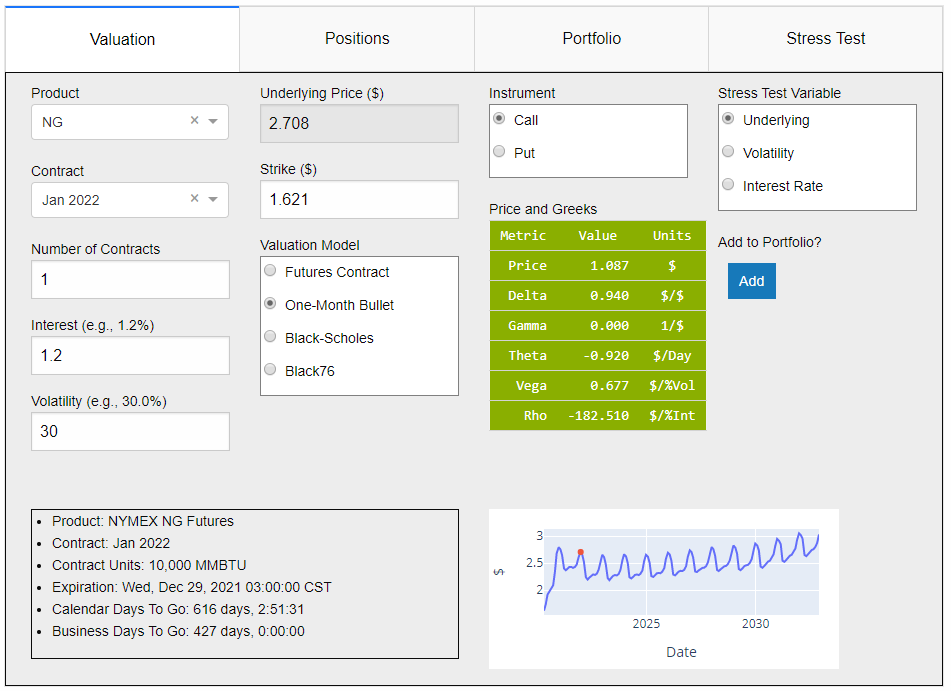 Valuation
Positions
Portfolio
Stress Test
Product
NG
×
Contract
Jan 2022
×
Number of Contracts
1
Interest (e.g., 1.2%)
1.2
Volatility (e.g., 30.0%)
30
Underlying Price ($)
2.708
Strike ($)
1.621
Valuation Model
Futures Contract
One-Month Bullet
Black-Scholes
Black76
Instrument
Call
Put
Price and Greeks
Metric Value Units
Price 1.087 $
Delta 0.940 $/$
Gamma 0.000 1/$
Theta -0.920 $/Day
Vega 0.677 $/%Vol
Rho -182.510 $/%Int
Stress Test Variable
Underlying
Volatility
Interest Rate
Add to Portfolio?
Add
• Product: NYMEX NG Futures
• Contract: Jan 2022
• Contract Units: 10,000 MMBTU
• Expiration: Wed, Dec 29, 2021 03:00:00 CST
• Calendar Days To Go: 616 days, 2:51:31
• Business Days To Go: 427 days, 0:00:00
3
2.5
2
$
2025 2030
Date